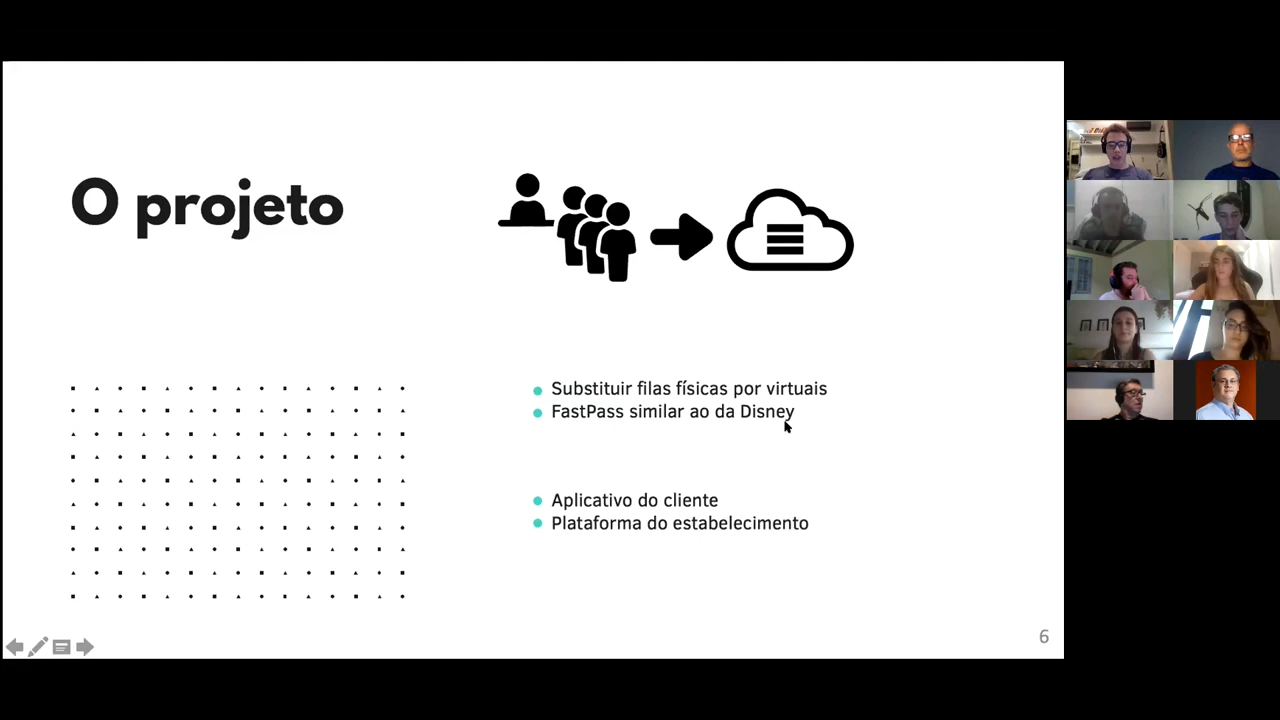 O projeto
Substituir filas físicas por virtuais
FastPass similar ao da Disney
Aplicativo do cliente
Plataforma do estabelecimento
6